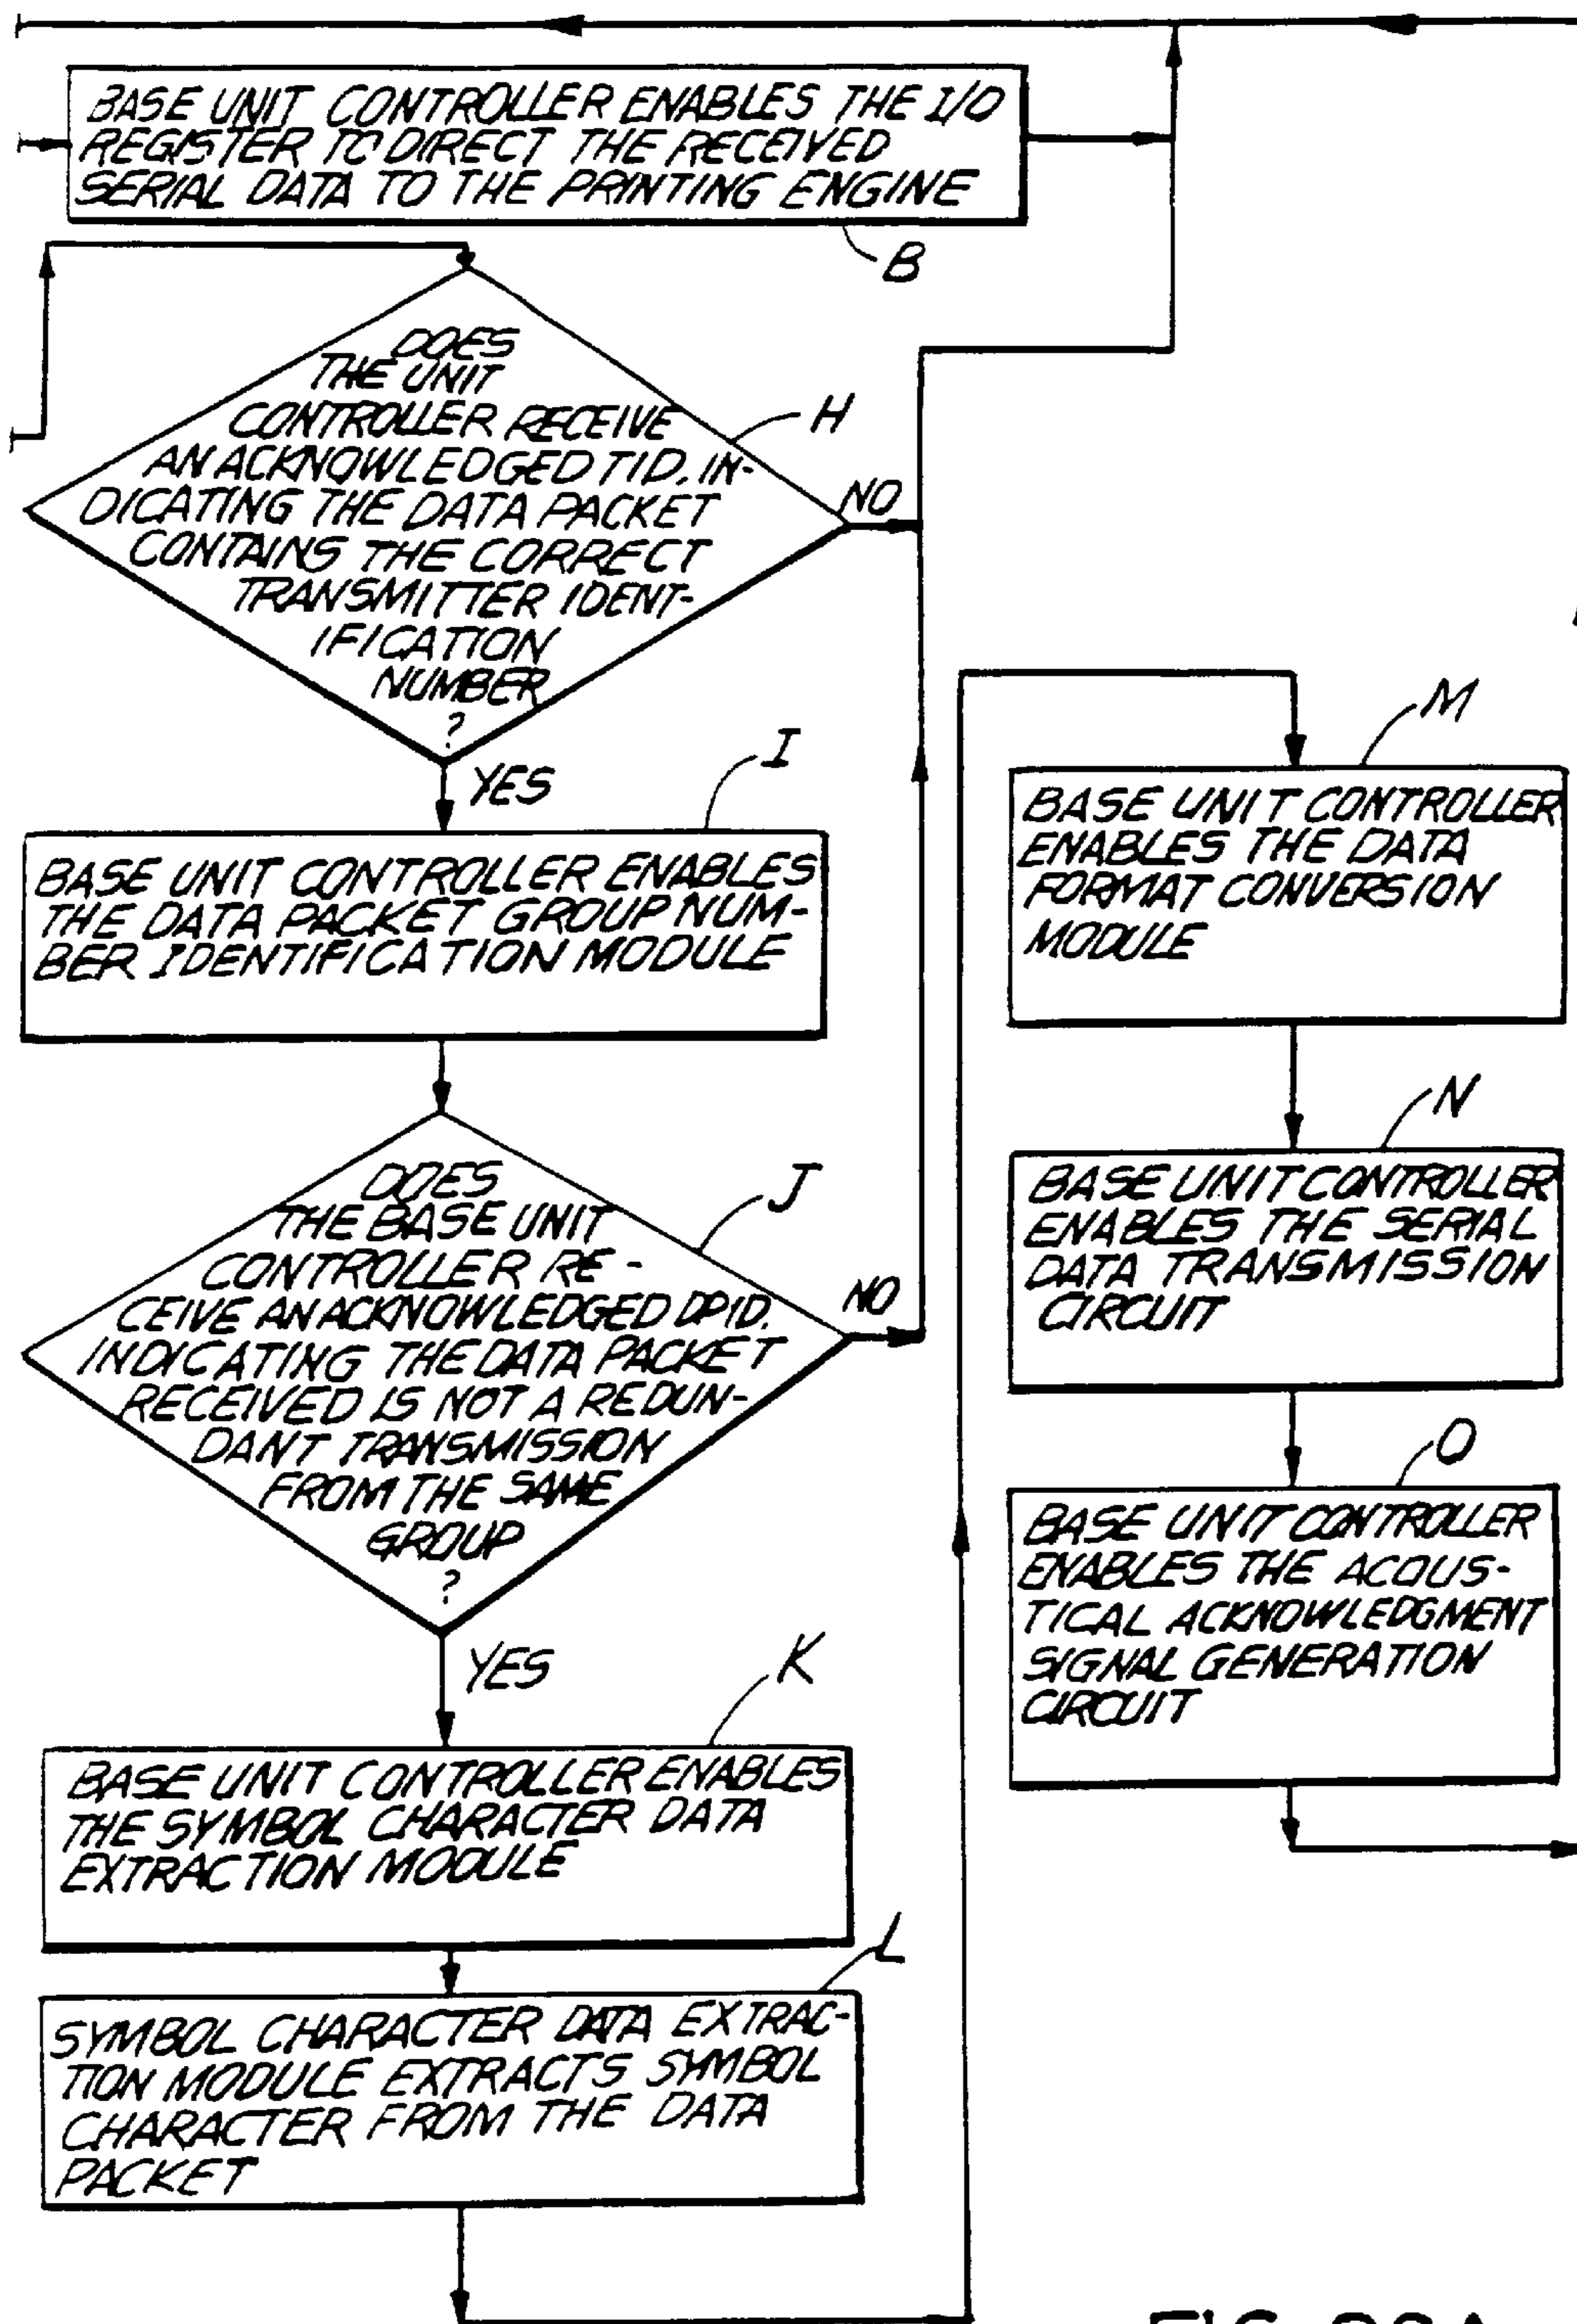 BASE UNIT CONTROLLER ENABLES THE I/O
REGISTER TO DIRECT THE RECEIVED
SERIAL DATA TO THE PRINTING ENGINE
B
DOES
THE UNIT
CONTROLLER RECEIVE
AN ACKNOWLEDGED TID, IN-
DICATING THE DATA PACKET
CONTAINS THE CORRECT
TRANSMITTER IDENT-
IFICATION
NUMBER
?
H
NO
YES
I
BASE UNIT CONTROLLER ENABLES
THE DATA PACKET GROUP NUM-
BER IDENTIFICATION MODULE
DOES
THE BASE UNIT
CONTROLLER RE-
CEIVE AN ACKNOWLEDGED DPID,
INDICATING THE DATA PACKET
RECEIVED IS NOT A REDUN-
DANT TRANSMISSION
FROM THE SAME
GROUP
?
J
NO
YES
K
BASE UNIT CONTROLLER ENABLES
THE SYMBOL CHARACTER DATA
EXTRACTION MODULE
L
SYMBOL CHARACTER DATA EXTRAC-
TION MODULE EXTRACTS SYMBOL
CHARACTER FROM THE DATA
PACKET
M
BASE UNIT CONTROLLER
ENABLES THE DATA
FORMAT CONVERSION
MODULE
N
BASE UNIT CONTROLLER
ENABLES THE SERIAL
DATA TRANSMISSION
CIRCUIT
O
BASE UNIT CONTROLLER
ENABLES THE ACOUS-
TICAL ACKNOWLEDGMENT
SIGNAL GENERATION
CIRCUIT